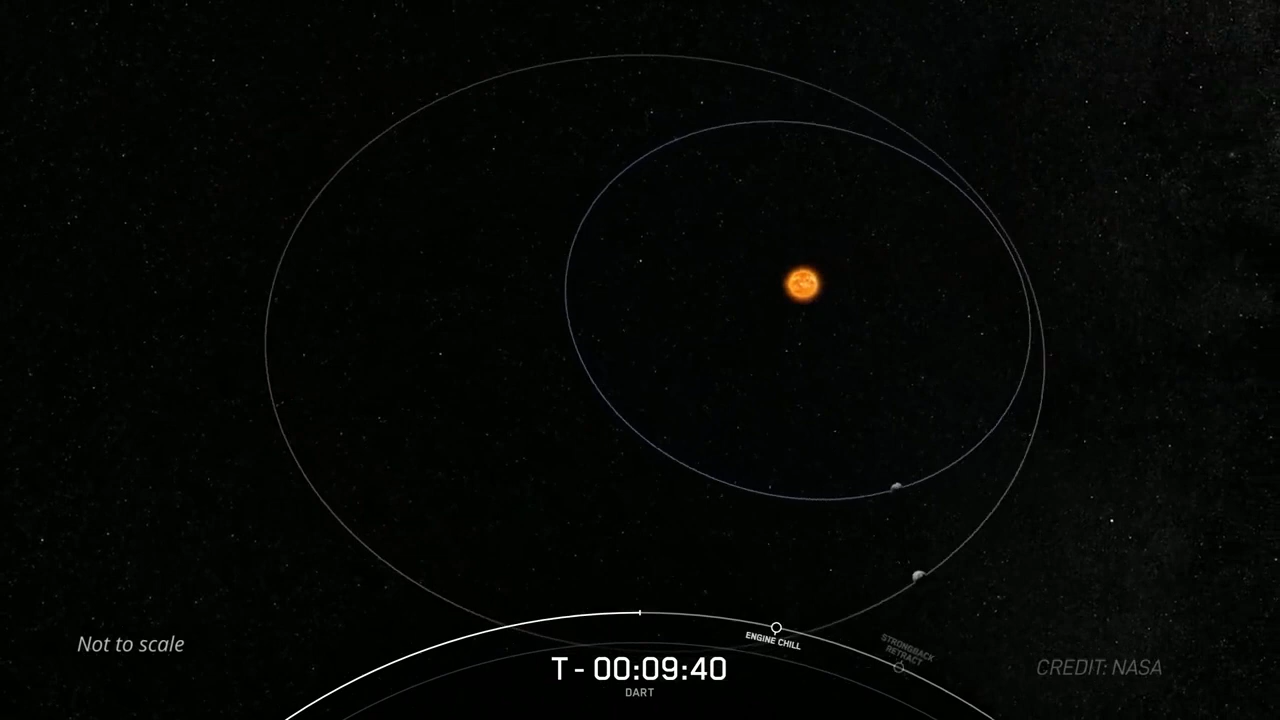 Not to scale
ENGINE CHILL
STRONGBACK
RETRACT
T - 00:09:40
DART
CREDIT: NASA